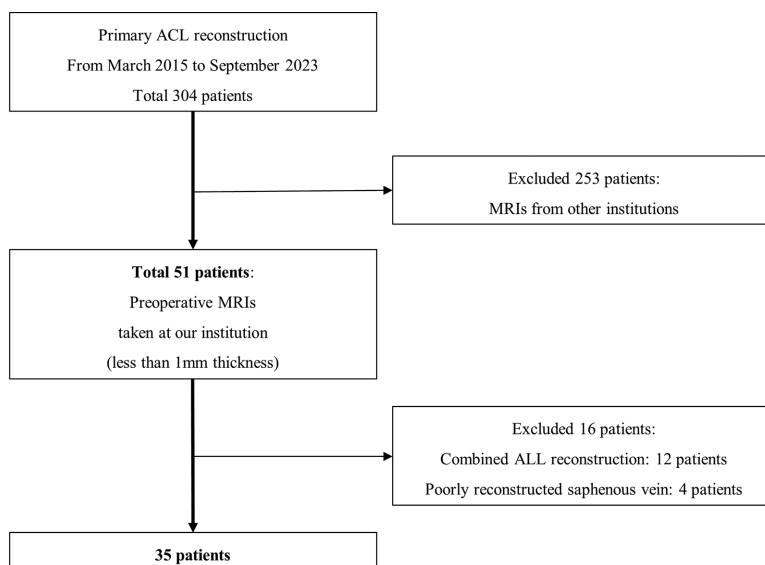 Primary ACL reconstruction
From March 2015 to September 2023
Total 304 patients
Excluded 253 patients:
MRIs from other institutions
Total 51 patients:
Preoperative MRIs
taken at our institution
(less than 1mm thickness)
Excluded 16 patients:
Combined ALL reconstruction: 12 patients
Poorly reconstructed saphenous vein: 4 patients
35 patients